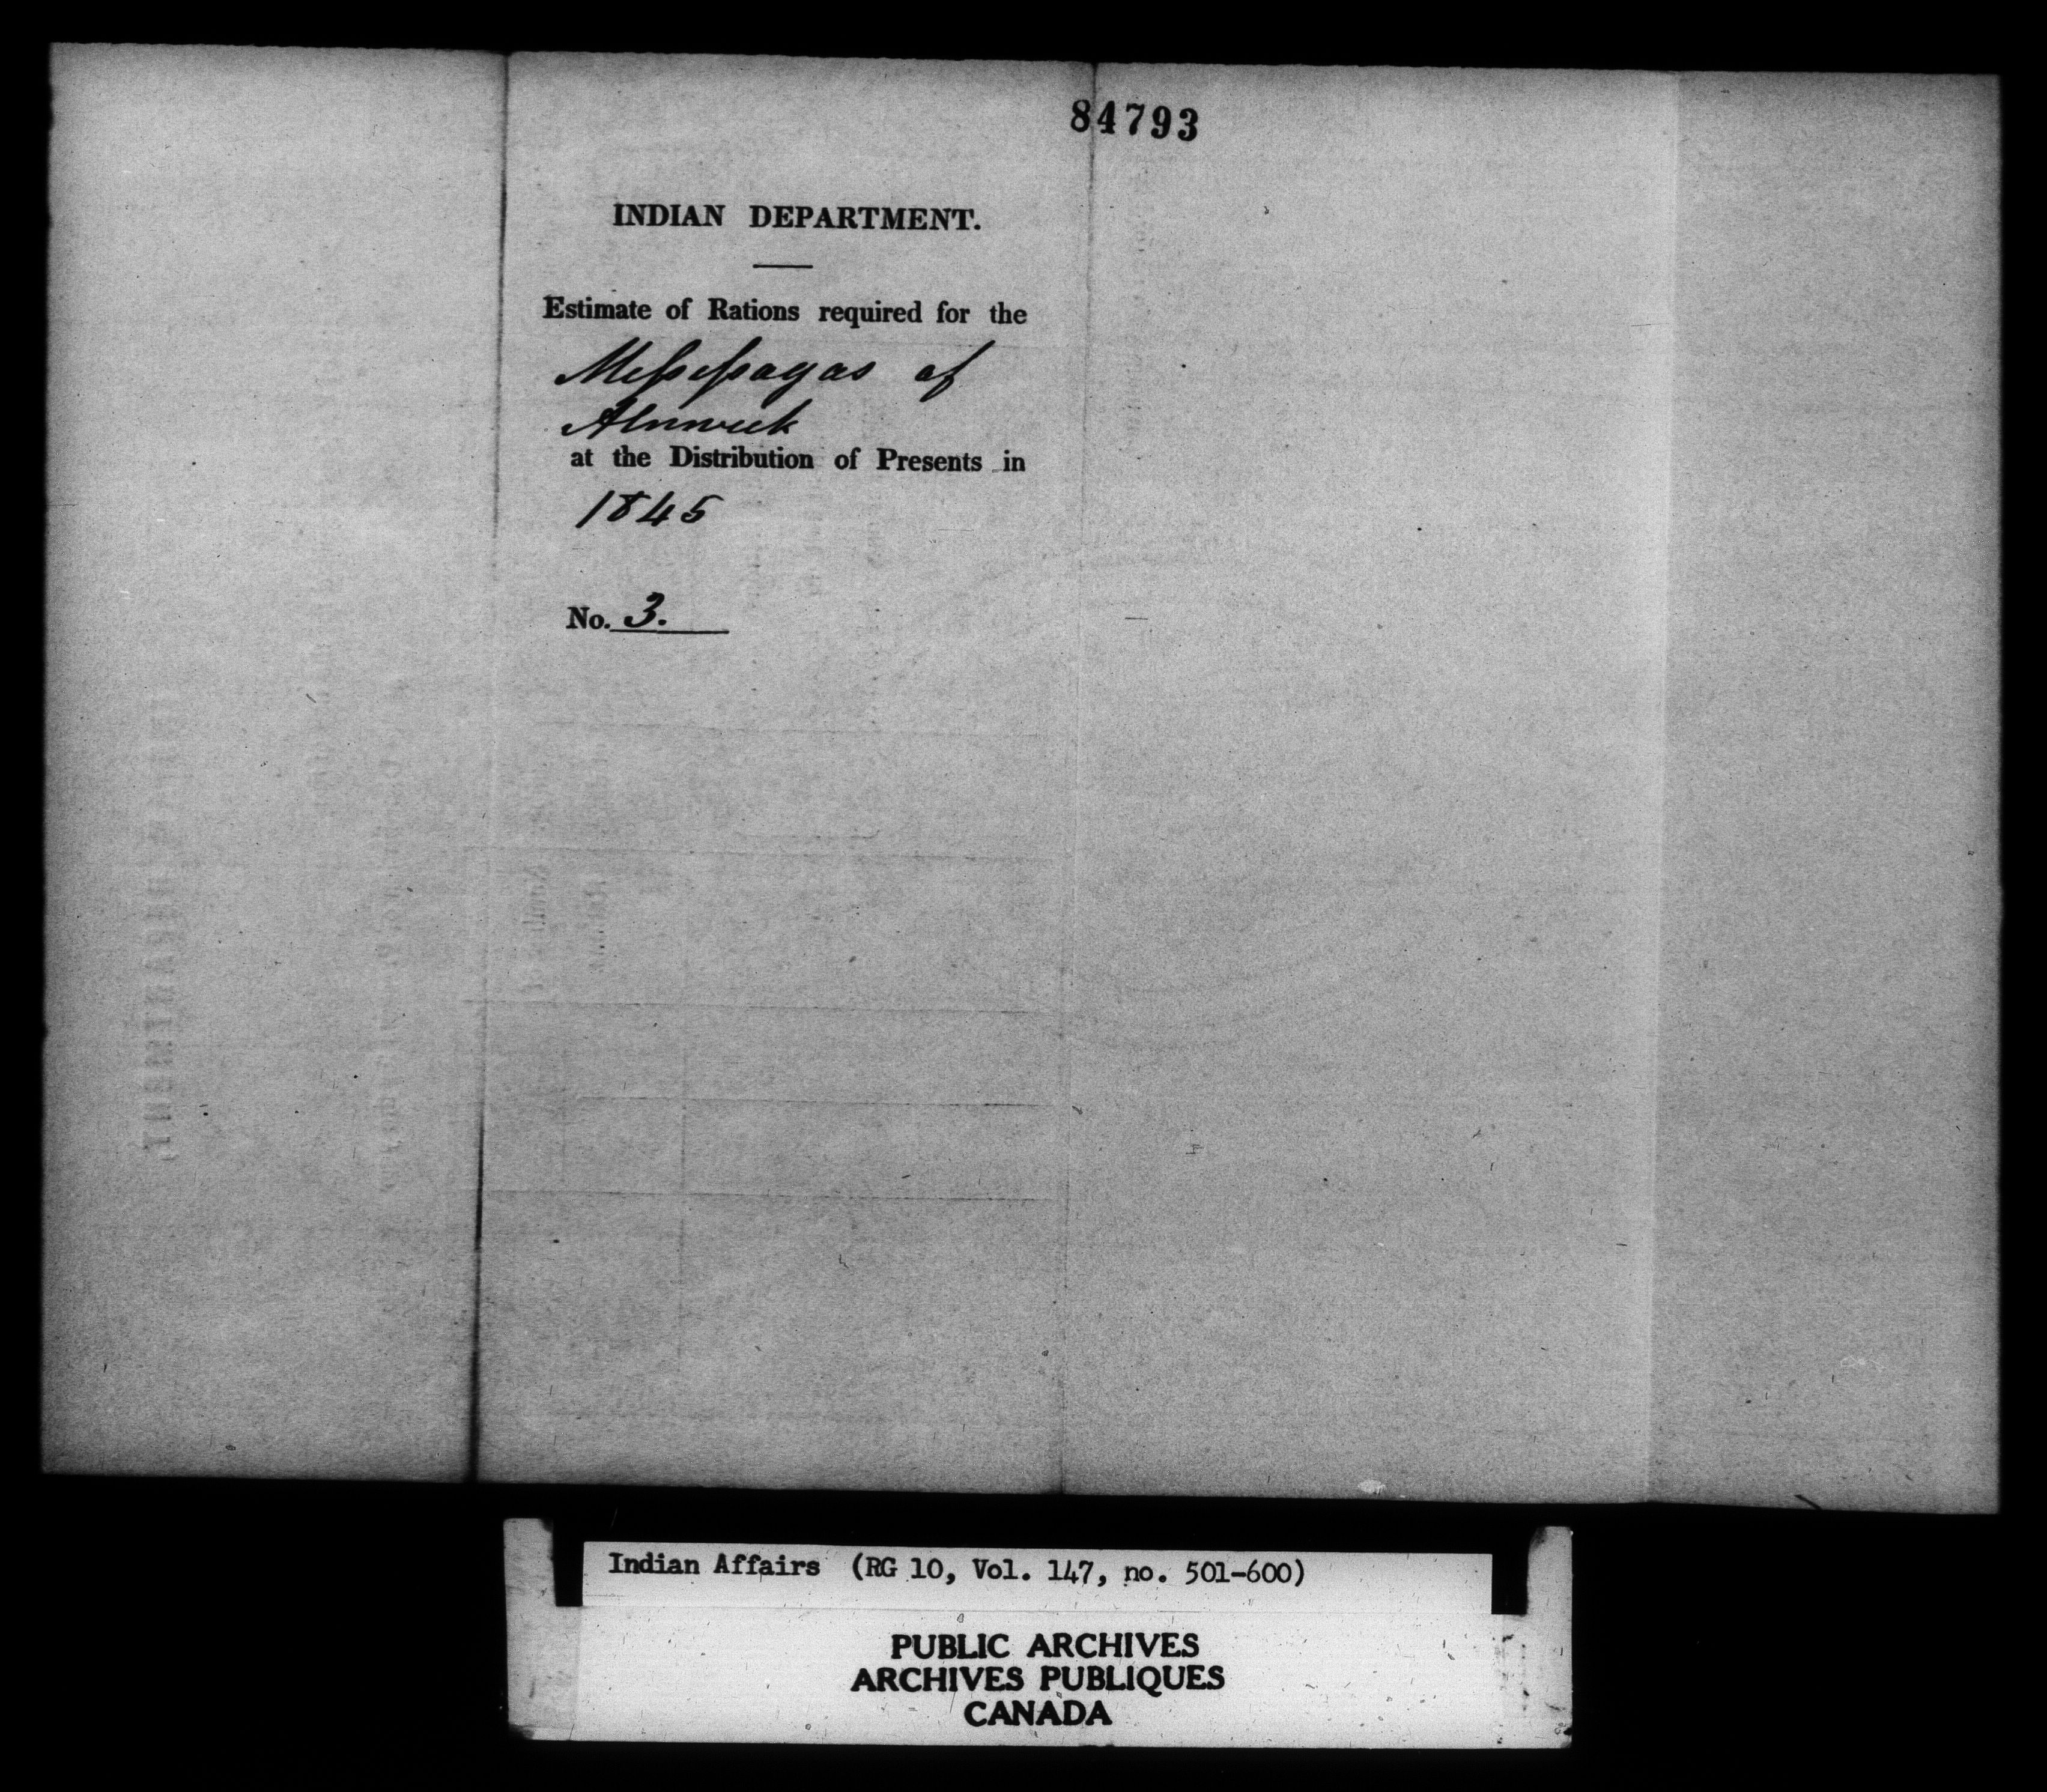 84793
INDIAN DEPARTMENT.
Estimate of Rations required for the
Messessagas of
Alnwick
at the Distribution of Presents in
1845
No. 3.
Indian Affairs (RG 10, Vol. 147, no. 501-600)
PUBLIC ARCHIVES
ARCHIVES PUBLIQUES
CANADA